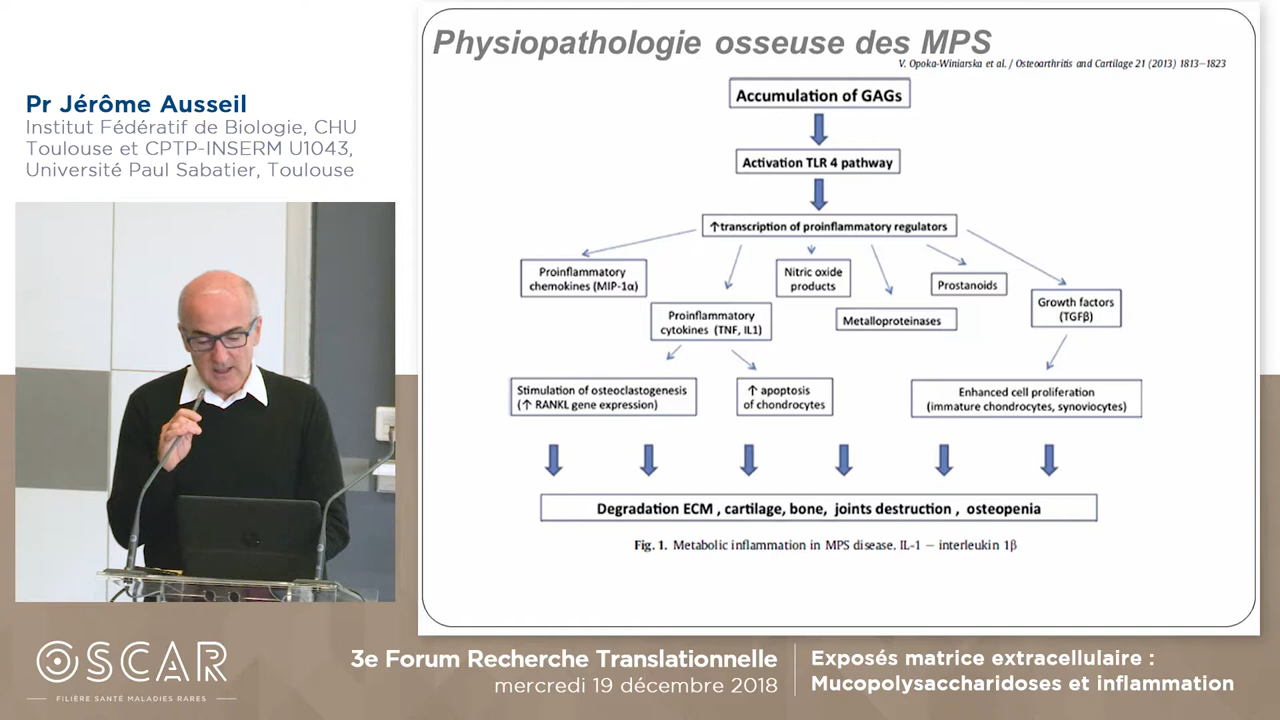 Physiopathologie osseuse des MPS
V. Opoka-Winiarska et al. / Osteoarthritis and Cartilage 21 (2013) 1813–1823
Pr Jérôme Ausseil
Institut Fédératif de Biologie, CHU
Toulouse et CPTP-INSERM U1043,
Université Paul Sabatier, Toulouse
Accumulation of GAGs
Activation TLR 4 pathway
↑transcription of proinflammatory regulators
Proinflammatory
chemokines (MIP-1α)
Proinflammatory
cytokines (TNF, IL1)
Nitric oxide
products
Metalloproteinases
Prostanoids
Growth factors
(TGFβ)
Stimulation of osteoclastogenesis
(↑ RANKL gene expression)
↑ apoptosis
of chondrocytes
Enhanced cell proliferation
(immature chondrocytes, synoviocytes)
Degradation ECM , cartilage, bone, joints destruction , osteopenia
Fig. 1. Metabolic inflammation in MPS disease. IL-1 – interleukin 1β
OSCAR
FILIÈRE SANTÉ MALADIES RARES
3e Forum Recherche Translationnelle
mercredi 19 décembre 2018
Exposés matrice extracellulaire :
Mucopolysaccharidoses et inflammation